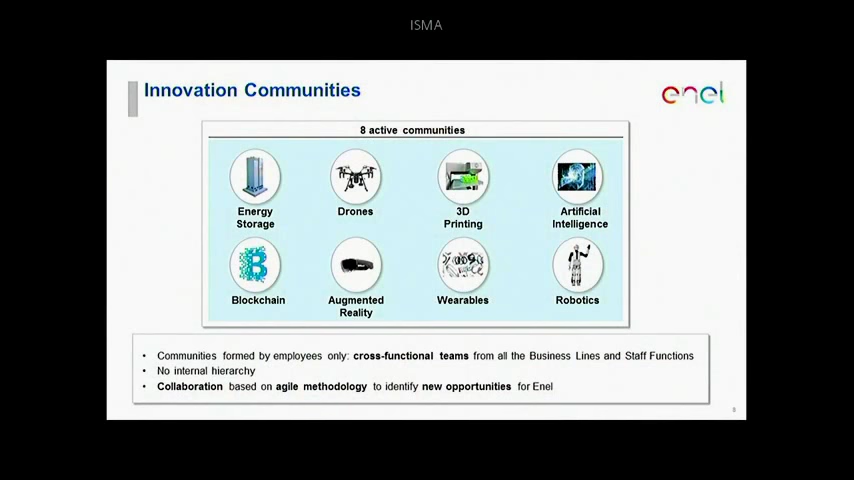 ISMA
Innovation Communities
enel
8 active communities
Energy
Storage
Drones
3D
Printing
Artificial
Intelligence
Blockchain
Augmented
Reality
Wearables
Robotics
• Communities formed by employees only: cross-functional teams from all the Business Lines and Staff Functions
• No internal hierarchy
• Collaboration based on agile methodology to identify new opportunities for Enel